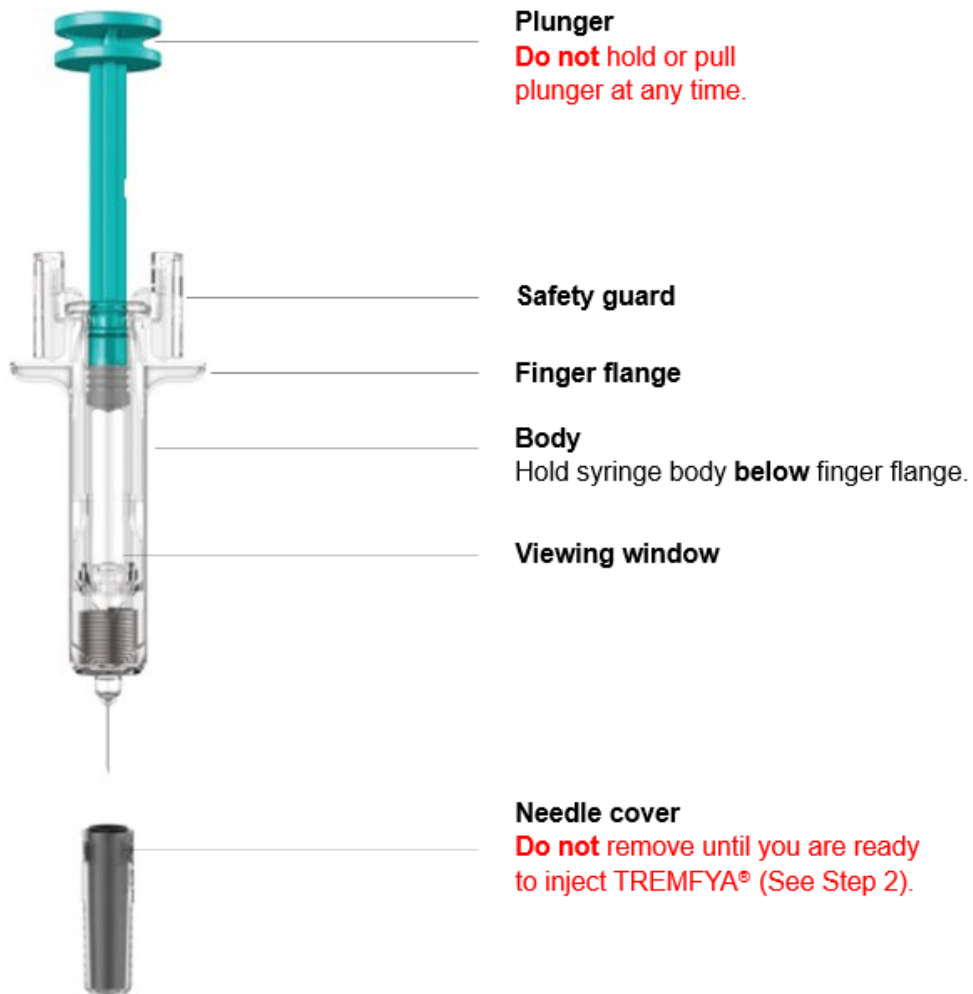 Plunger
Do not hold or pull
plunger at any time.
Safety guard
Finger flange
Body
Hold syringe body below finger flange.
Viewing window
Needle cover
Do not remove until you are ready
to inject TREMFYA® (See Step 2).